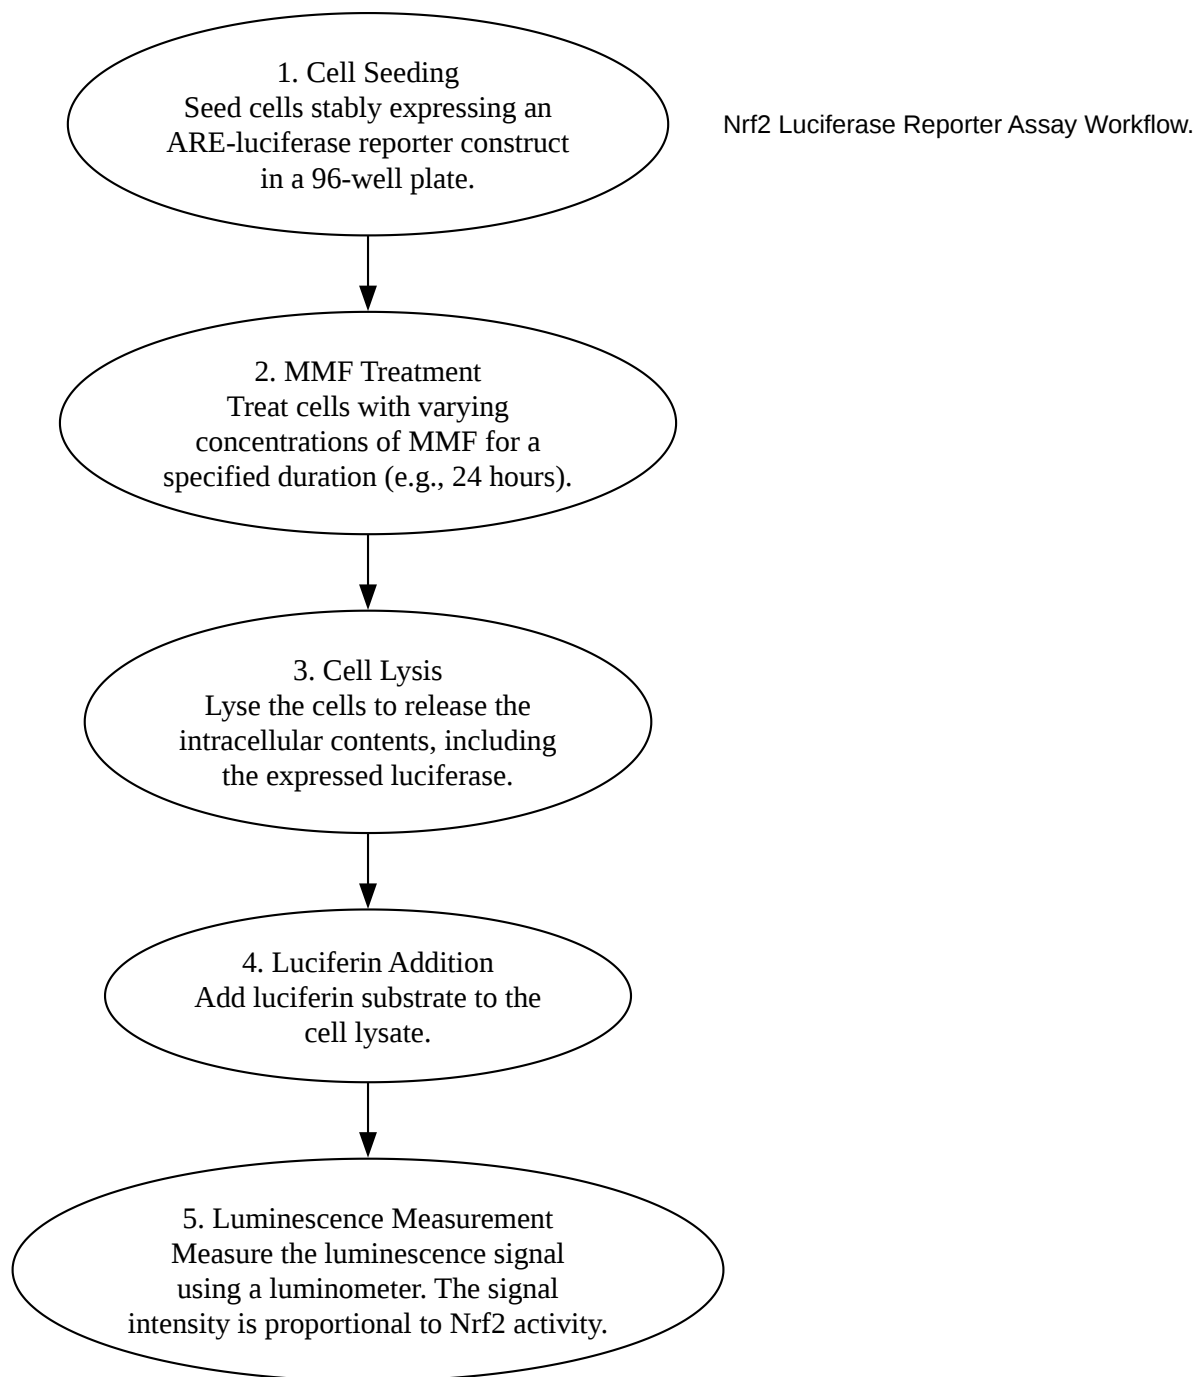 1. Cell Seeding
Seed cells stably expressing an
ARE-luciferase reporter construct
in a 96-well plate.
Nrf2 Luciferase Reporter Assay Workflow.
2. MMF Treatment
Treat cells with varying
concentrations of MMF for a
specified duration (e.g., 24 hours).
3. Cell Lysis
Lyse the cells to release the
intracellular contents, including
the expressed luciferase.
4. Luciferin Addition
Add luciferin substrate to the
cell lysate.
5. Luminescence Measurement
Measure the luminescence signal
using a luminometer. The signal
intensity is proportional to Nrf2 activity.